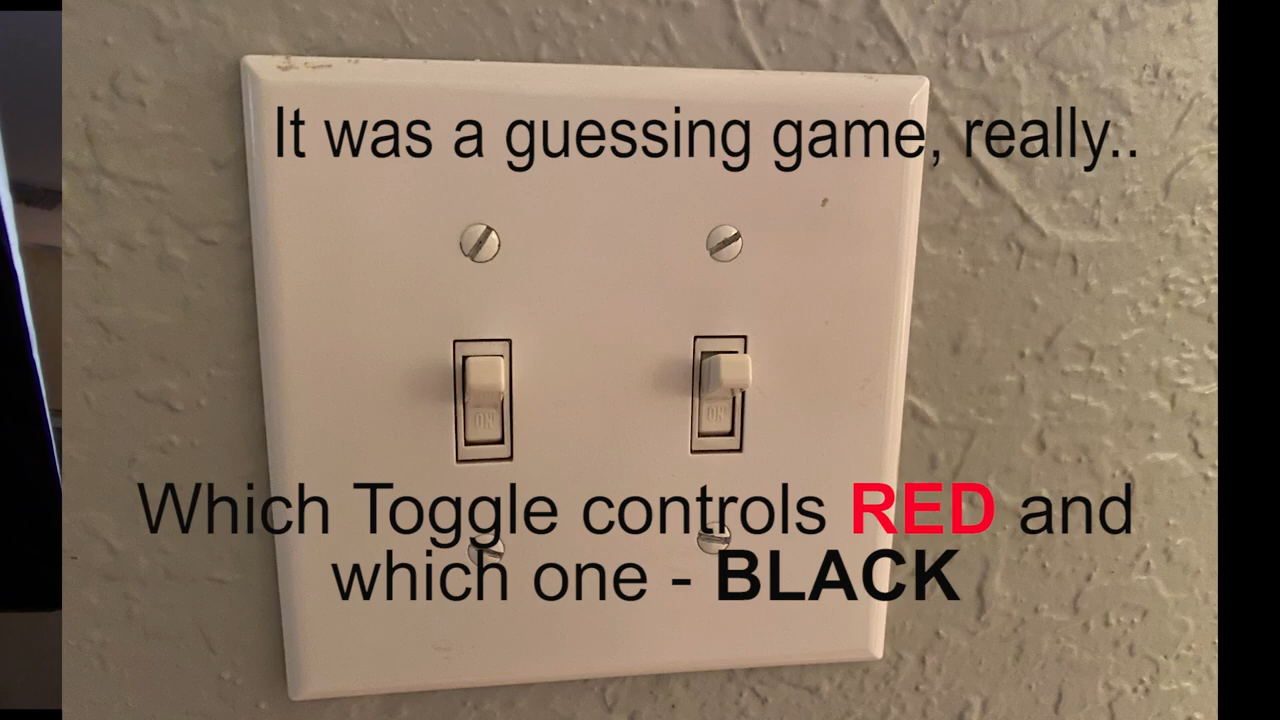 It was a guessing game, really..
ON ON
Which Toggle controls RED and
which one - BLACK